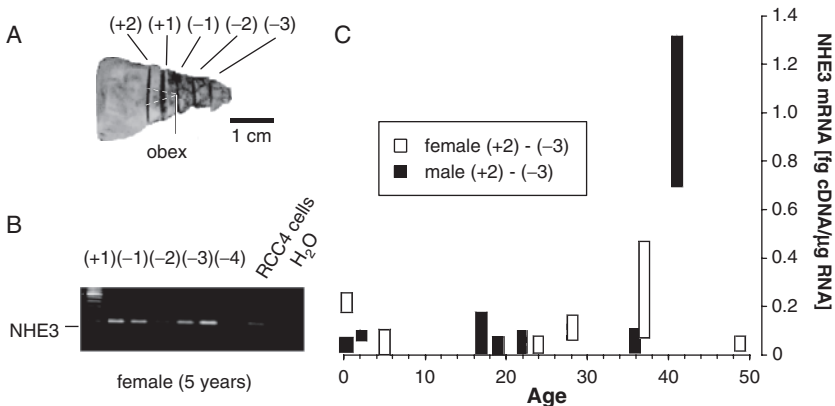 A
(+2) (+1) (−1) (−2) (−3)
obex
1 cm
B
(+1)(−1) (−2)(−3)(−4)
RCC4 cells
H₂O
NHE3
female (5 years)
C
female (+2) - (−3)
male (+2) - (−3)
1.4
1.2
1.0
0.8
0.6
0.4
0.2
0
NHE3 mRNA [fg cDNA/µg RNA]
0 10 20 30 40 50
Age